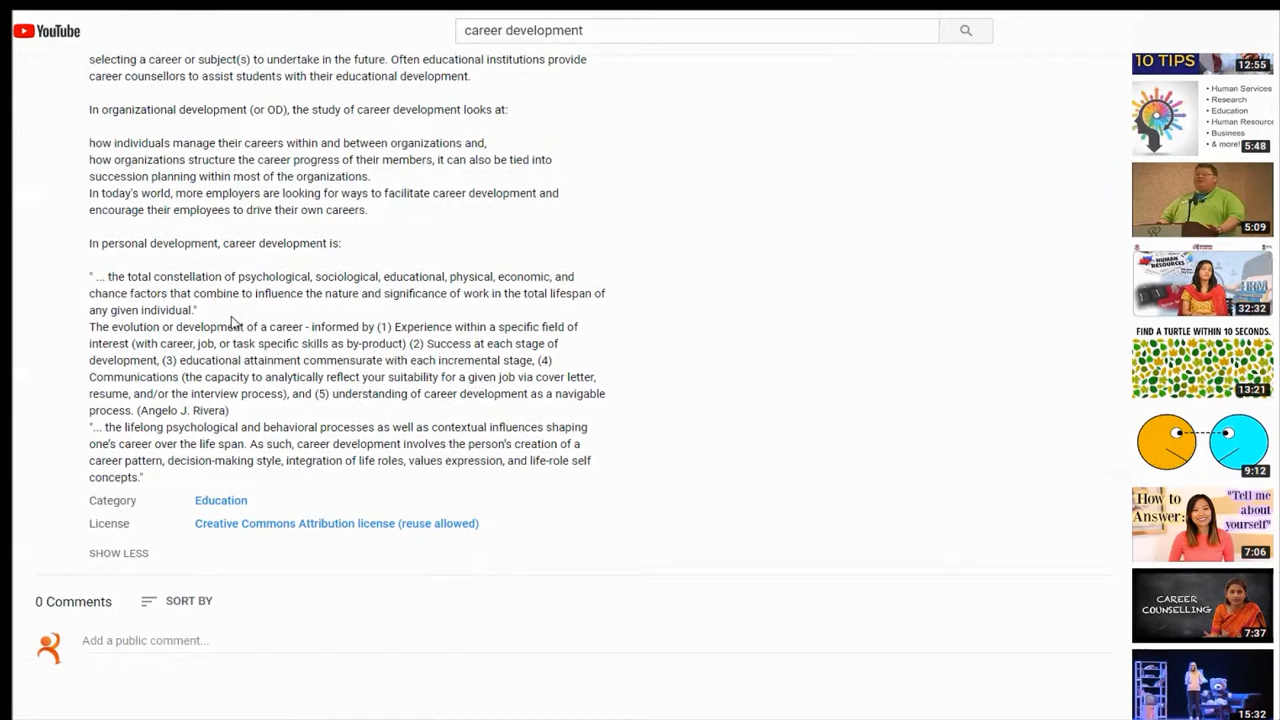 YouTube
career development
selecting a career or subject(s) to undertake in the future. Often educational institutions provide
career counsellors to assist students with their educational development.
In organizational development (or OD), the study of career development looks at:
how individuals manage their careers within and between organizations and,
how organizations structure the career progress of their members, it can also be tied into
succession planning within most of the organizations.
In today's world, more employers are looking for ways to facilitate career development and
encourage their employees to drive their own careers.
In personal development, career development is:
" ... the total constellation of psychological, sociological, educational, physical, economic, and
chance factors that combine to influence the nature and significance of work in the total lifespan of
any given individual."
The evolution or development of a career - informed by (1) Experience within a specific field of
interest (with career, job, or task specific skills as by-product) (2) Success at each stage of
development, (3) educational attainment commensurate with each incremental stage, (4)
Communications (the capacity to analytically reflect your suitability for a given job via cover letter,
resume, and/or the interview process), and (5) understanding of career development as a navigable
process. (Angelo J. Rivera)
"... the lifelong psychological and behavioral processes as well as contextual influences shaping
one's career over the life span. As such, career development involves the person's creation of a
career pattern, decision-making style, integration of life roles, values expression, and life-role self
concepts."
Category Education
License Creative Commons Attribution license (reuse allowed)
SHOW LESS
0 Comments SORT BY
Add a public comment...
10 TIPS
12:55
• Human Services
• Research
• Education
• Human Resourc
• Business
• & more!
5:48
5:09
HUMAN
RESOURCES
HRM
32:32
FIND A TURTLE WITHIN 10 SECONDS.
13:21
9:12
How to
Answer:
"Tell me
about
yourself"
7:06
CAREER
COUNSELLING
7:37
15:32